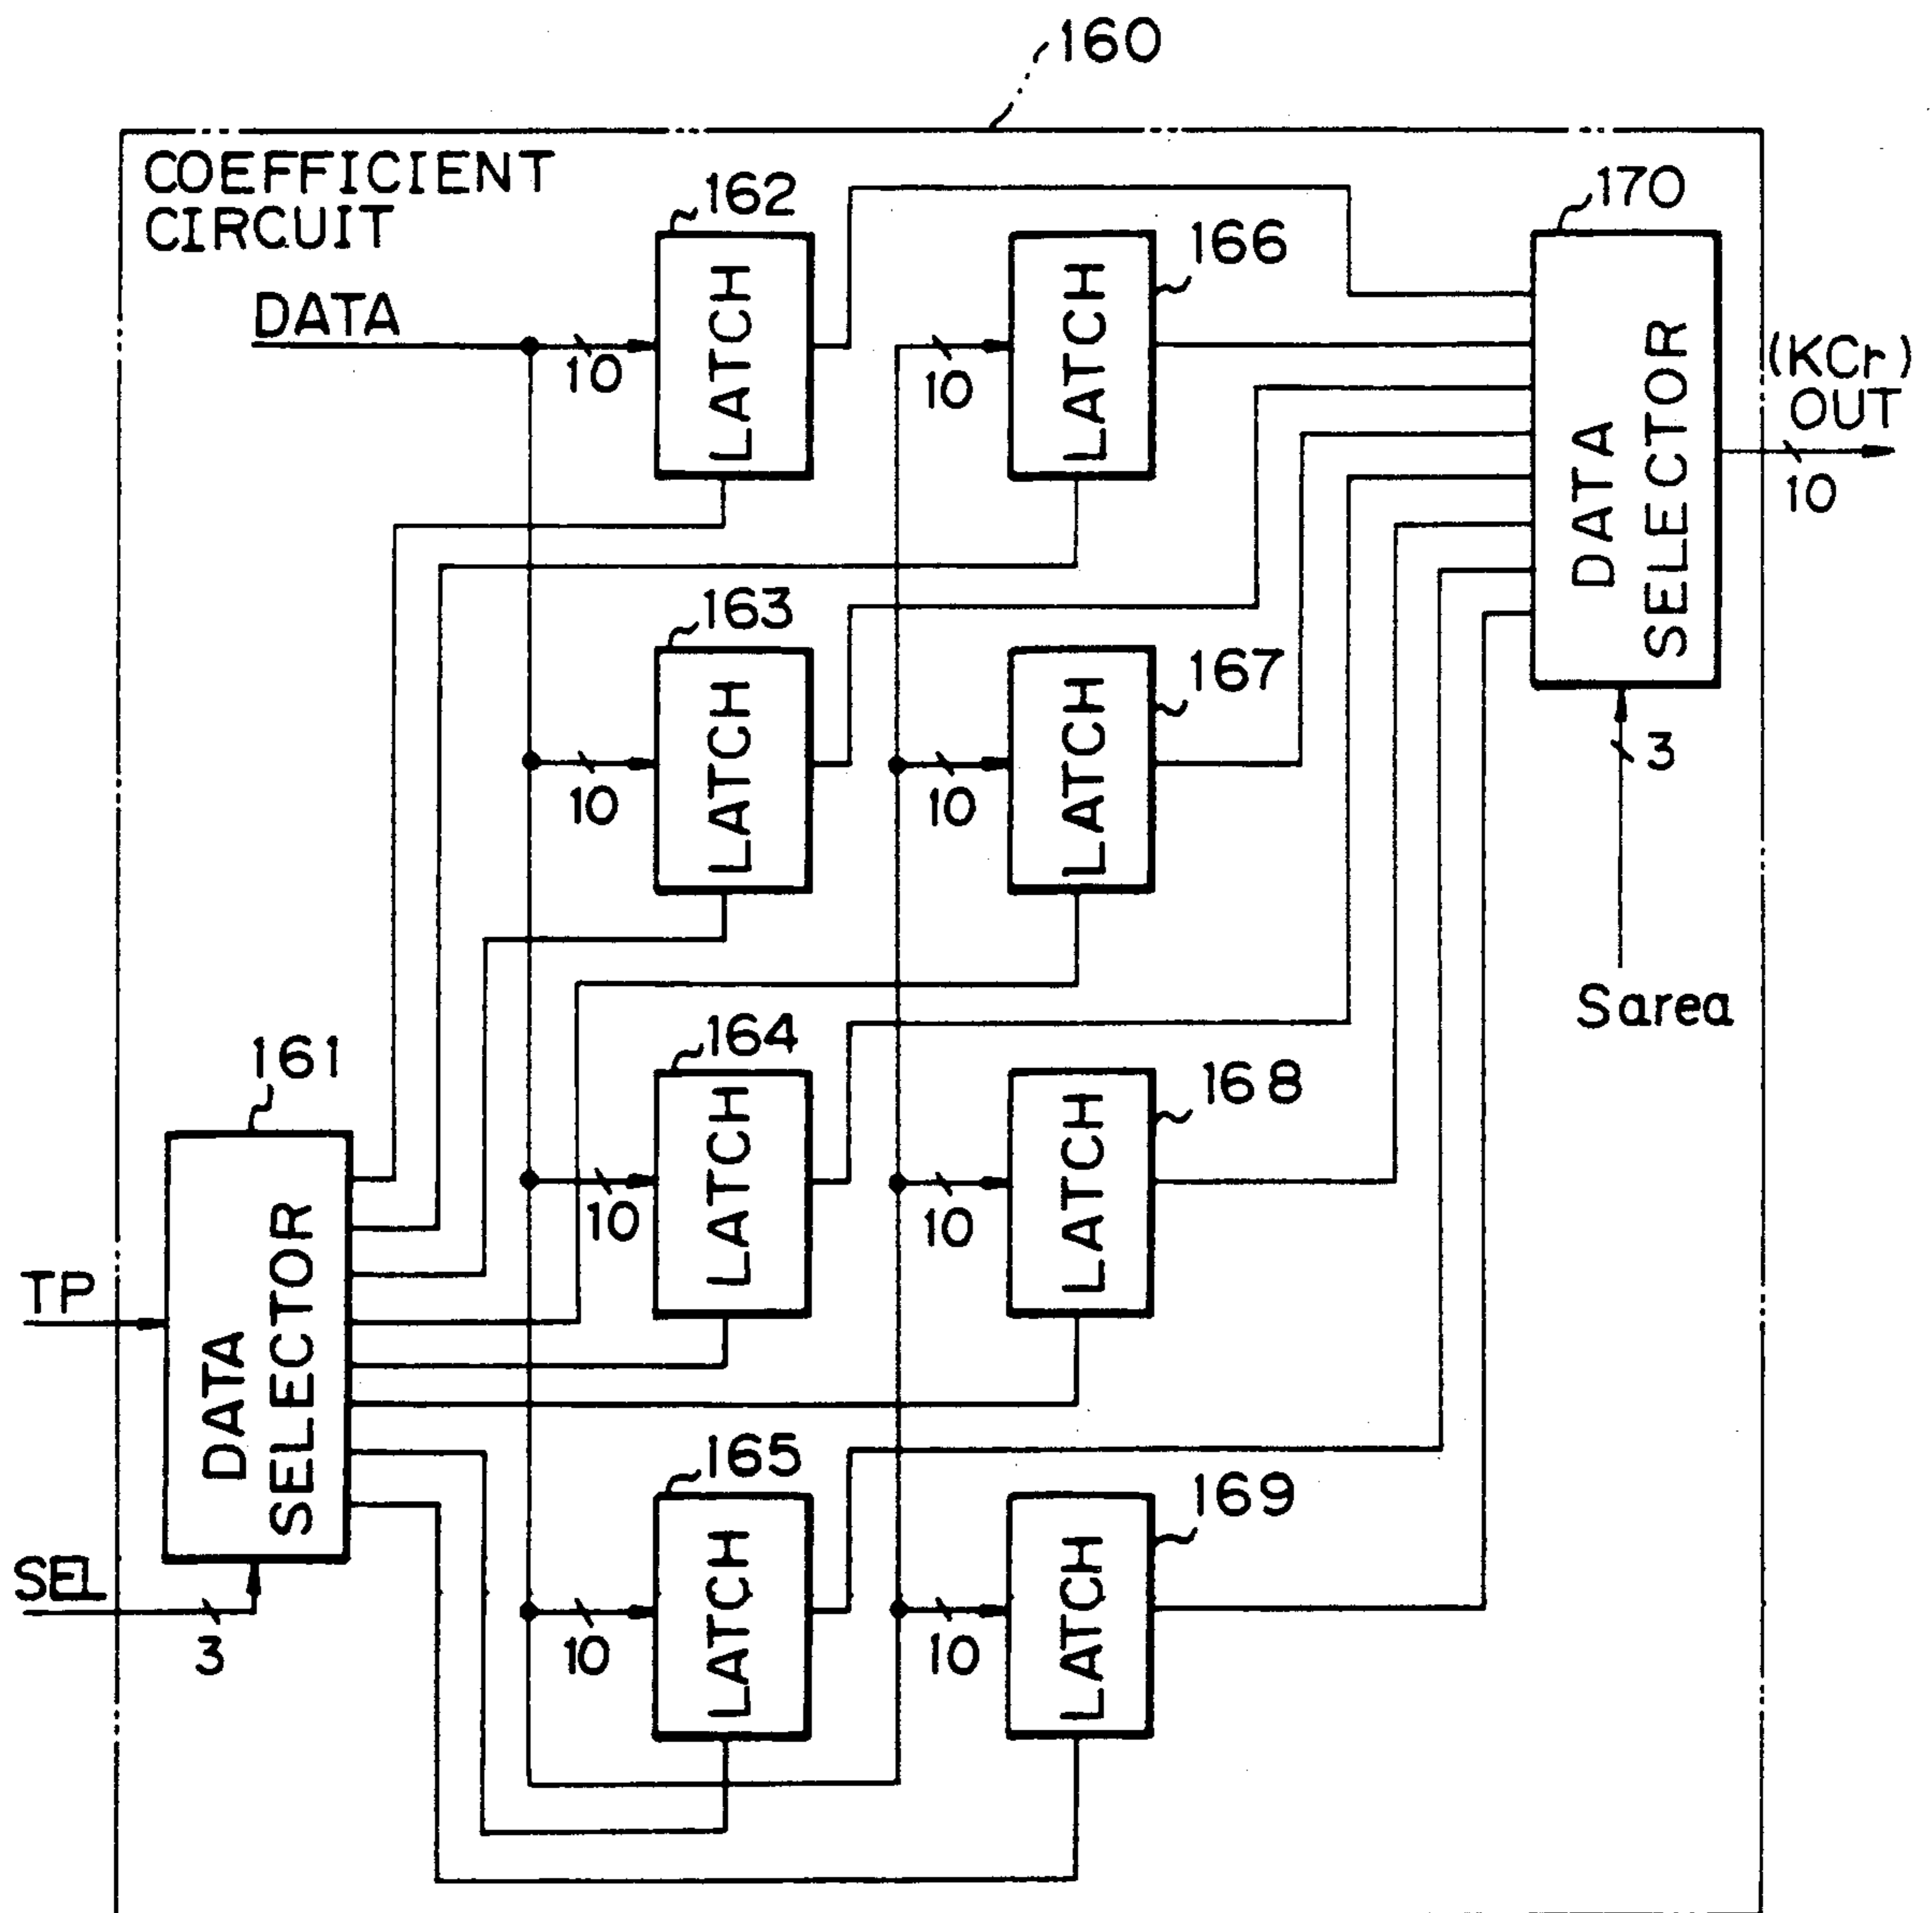 160
COEFFICIENT
CIRCUIT
162
166
170
DATA
10
LATCH
10
LATCH
DATA
SELECTOR
(KCr)
OUT
10
163
167
10
LATCH
10
LATCH
3
Sarea
161
164
168
10
LATCH
10
LATCH
TP
DATA
SELECTOR
165
169
SEL
3
10
LATCH
10
LATCH